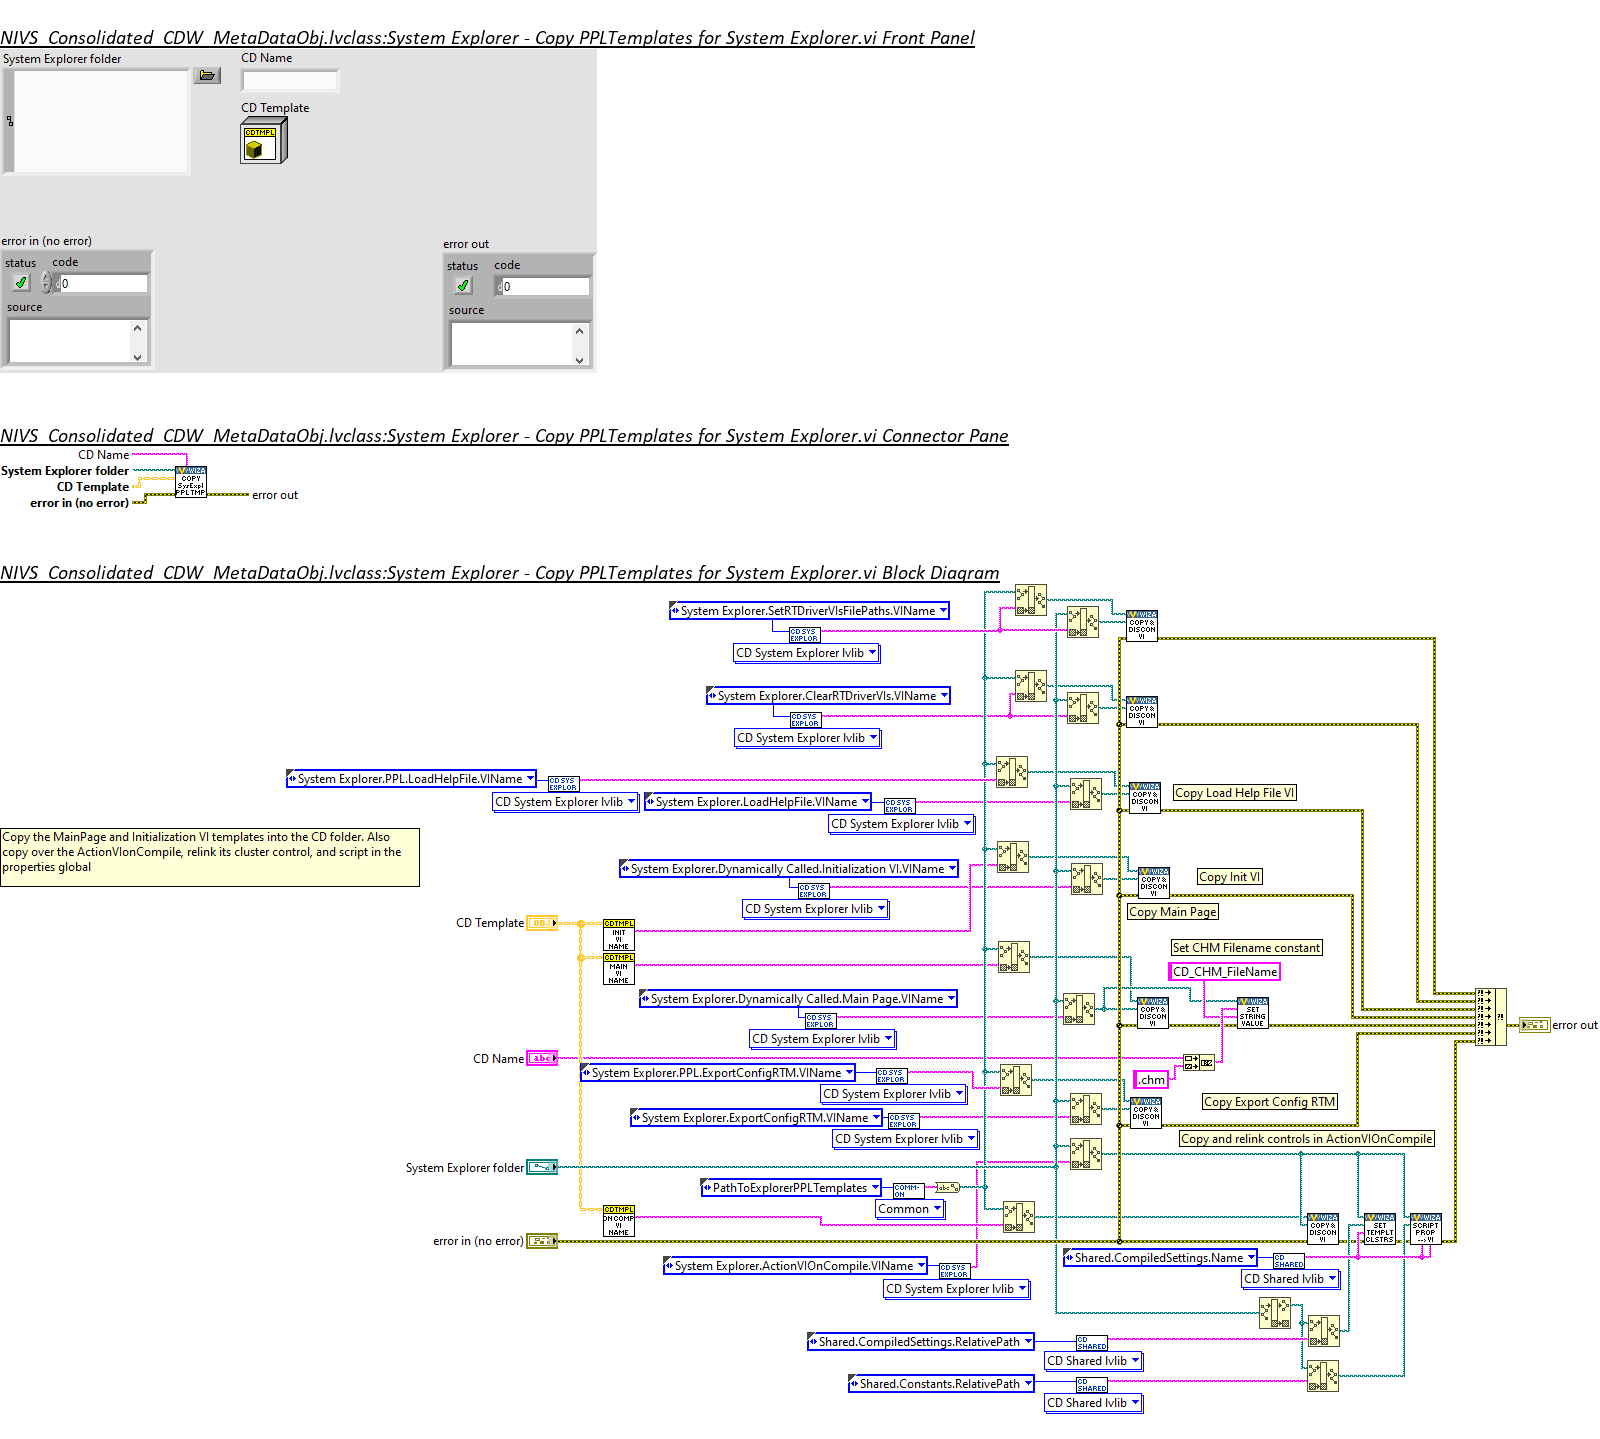 NIVS_Consolidated_CDW_MetaDataObj.lvclass:System Explorer - Copy PPLTemplates for System Explorer.vi Front Panel
System Explorer folder
CD Name
CD Template
CDTMPL
error in (no error)
status
code
0
source
error out
status
code
0
source
NIVS_Consolidated_CDW_MetaDataObj.lvclass:System Explorer - Copy PPLTemplates for System Explorer.vi Connector Pane
CD Name
System Explorer folder
CD Template
error in (no error)
COPY
SysExpl
PPLTMP
error out
NIVS_Consolidated_CDW_MetaDataObj.lvclass:System Explorer - Copy PPLTemplates for System Explorer.vi Block Diagram
System Explorer.SetRTDriverVIsFilePaths.VIName
CD SYS
EXPLOR
CD System Explorer lvlib
COPY &
DISCON
VI
System Explorer.ClearRTDriverVIs.VIName
CD SYS
EXPLOR
CD System Explorer lvlib
COPY &
DISCON
VI
System Explorer.PPL.LoadHelpFile.VIName
CD SYS
EXPLOR
CD System Explorer lvlib
System Explorer.LoadHelpFile.VIName
CD SYS
EXPLOR
CD System Explorer lvlib
COPY &
DISCON
VI
Copy Load Help File VI
Copy the MainPage and Initialization VI templates into the CD folder. Also
copy over the ActionVIonCompile, relink its cluster control, and script in the
properties global
System Explorer.Dynamically Called.Initialization VI.VIName
CD SYS
EXPLOR
CD System Explorer lvlib
COPY &
DISCON
VI
Copy Init VI
Copy Main Page
CD Template
OBJ
CDTMPL
INIT
VI
NAME
CDTMPL
MAIN
VI
NAME
Set CHM Filename constant
CD_CHM_FileName
System Explorer.Dynamically Called.Main Page.VIName
CD SYS
EXPLOR
CD System Explorer lvlib
COPY &
DISCON
VI
SET
STRING
VALUE
error out
CD Name
abc
.chm
System Explorer.PPL.ExportConfigRTM.VIName
CD SYS
EXPLOR
CD System Explorer lvlib
COPY &
DISCON
VI
Copy Export Config RTM
System Explorer.ExportConfigRTM.VIName
CD SYS
EXPLOR
CD System Explorer lvlib
Copy and relink controls in ActionVIOnCompile
System Explorer folder
PathToExplorerPPLTemplates
COMM-
ON
abc
Common
CDTMPL
ON COMP
VI
NAME
COPY &
DISCON
VI
SET
TEMPLT
CLSTRS
SCRIPT
PROP
-->VI
error in (no error)
System Explorer.ActionVIOnCompile.VIName
CD SYS
EXPLOR
CD System Explorer lvlib
Shared.CompiledSettings.Name
CD
SHARED
CD Shared lvlib
Shared.CompiledSettings.RelativePath
CD
SHARED
CD Shared lvlib
Shared.Constants.RelativePath
CD
SHARED
CD Shared lvlib